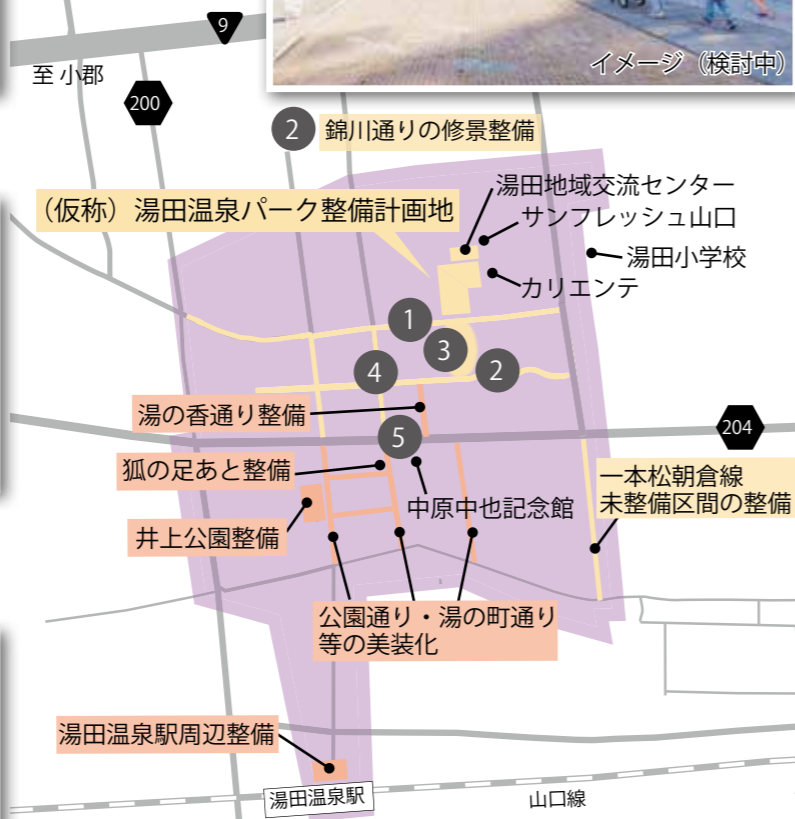 イメージ（検討中）
9
至 小郡
200
2 錦川通りの修景整備
（仮称）湯田温泉パーク整備計画地
湯田地域交流センター
サンフレッシュ山口
湯田小学校
カリエンテ
1
3
4
2
湯の香通り整備
5
204
狐の足あと整備
中原中也記念館
一本松朝倉線
未整備区間の整備
井上公園整備
公園通り・湯の町通り
等の美装化
湯田温泉駅周辺整備
湯田温泉駅
山口線